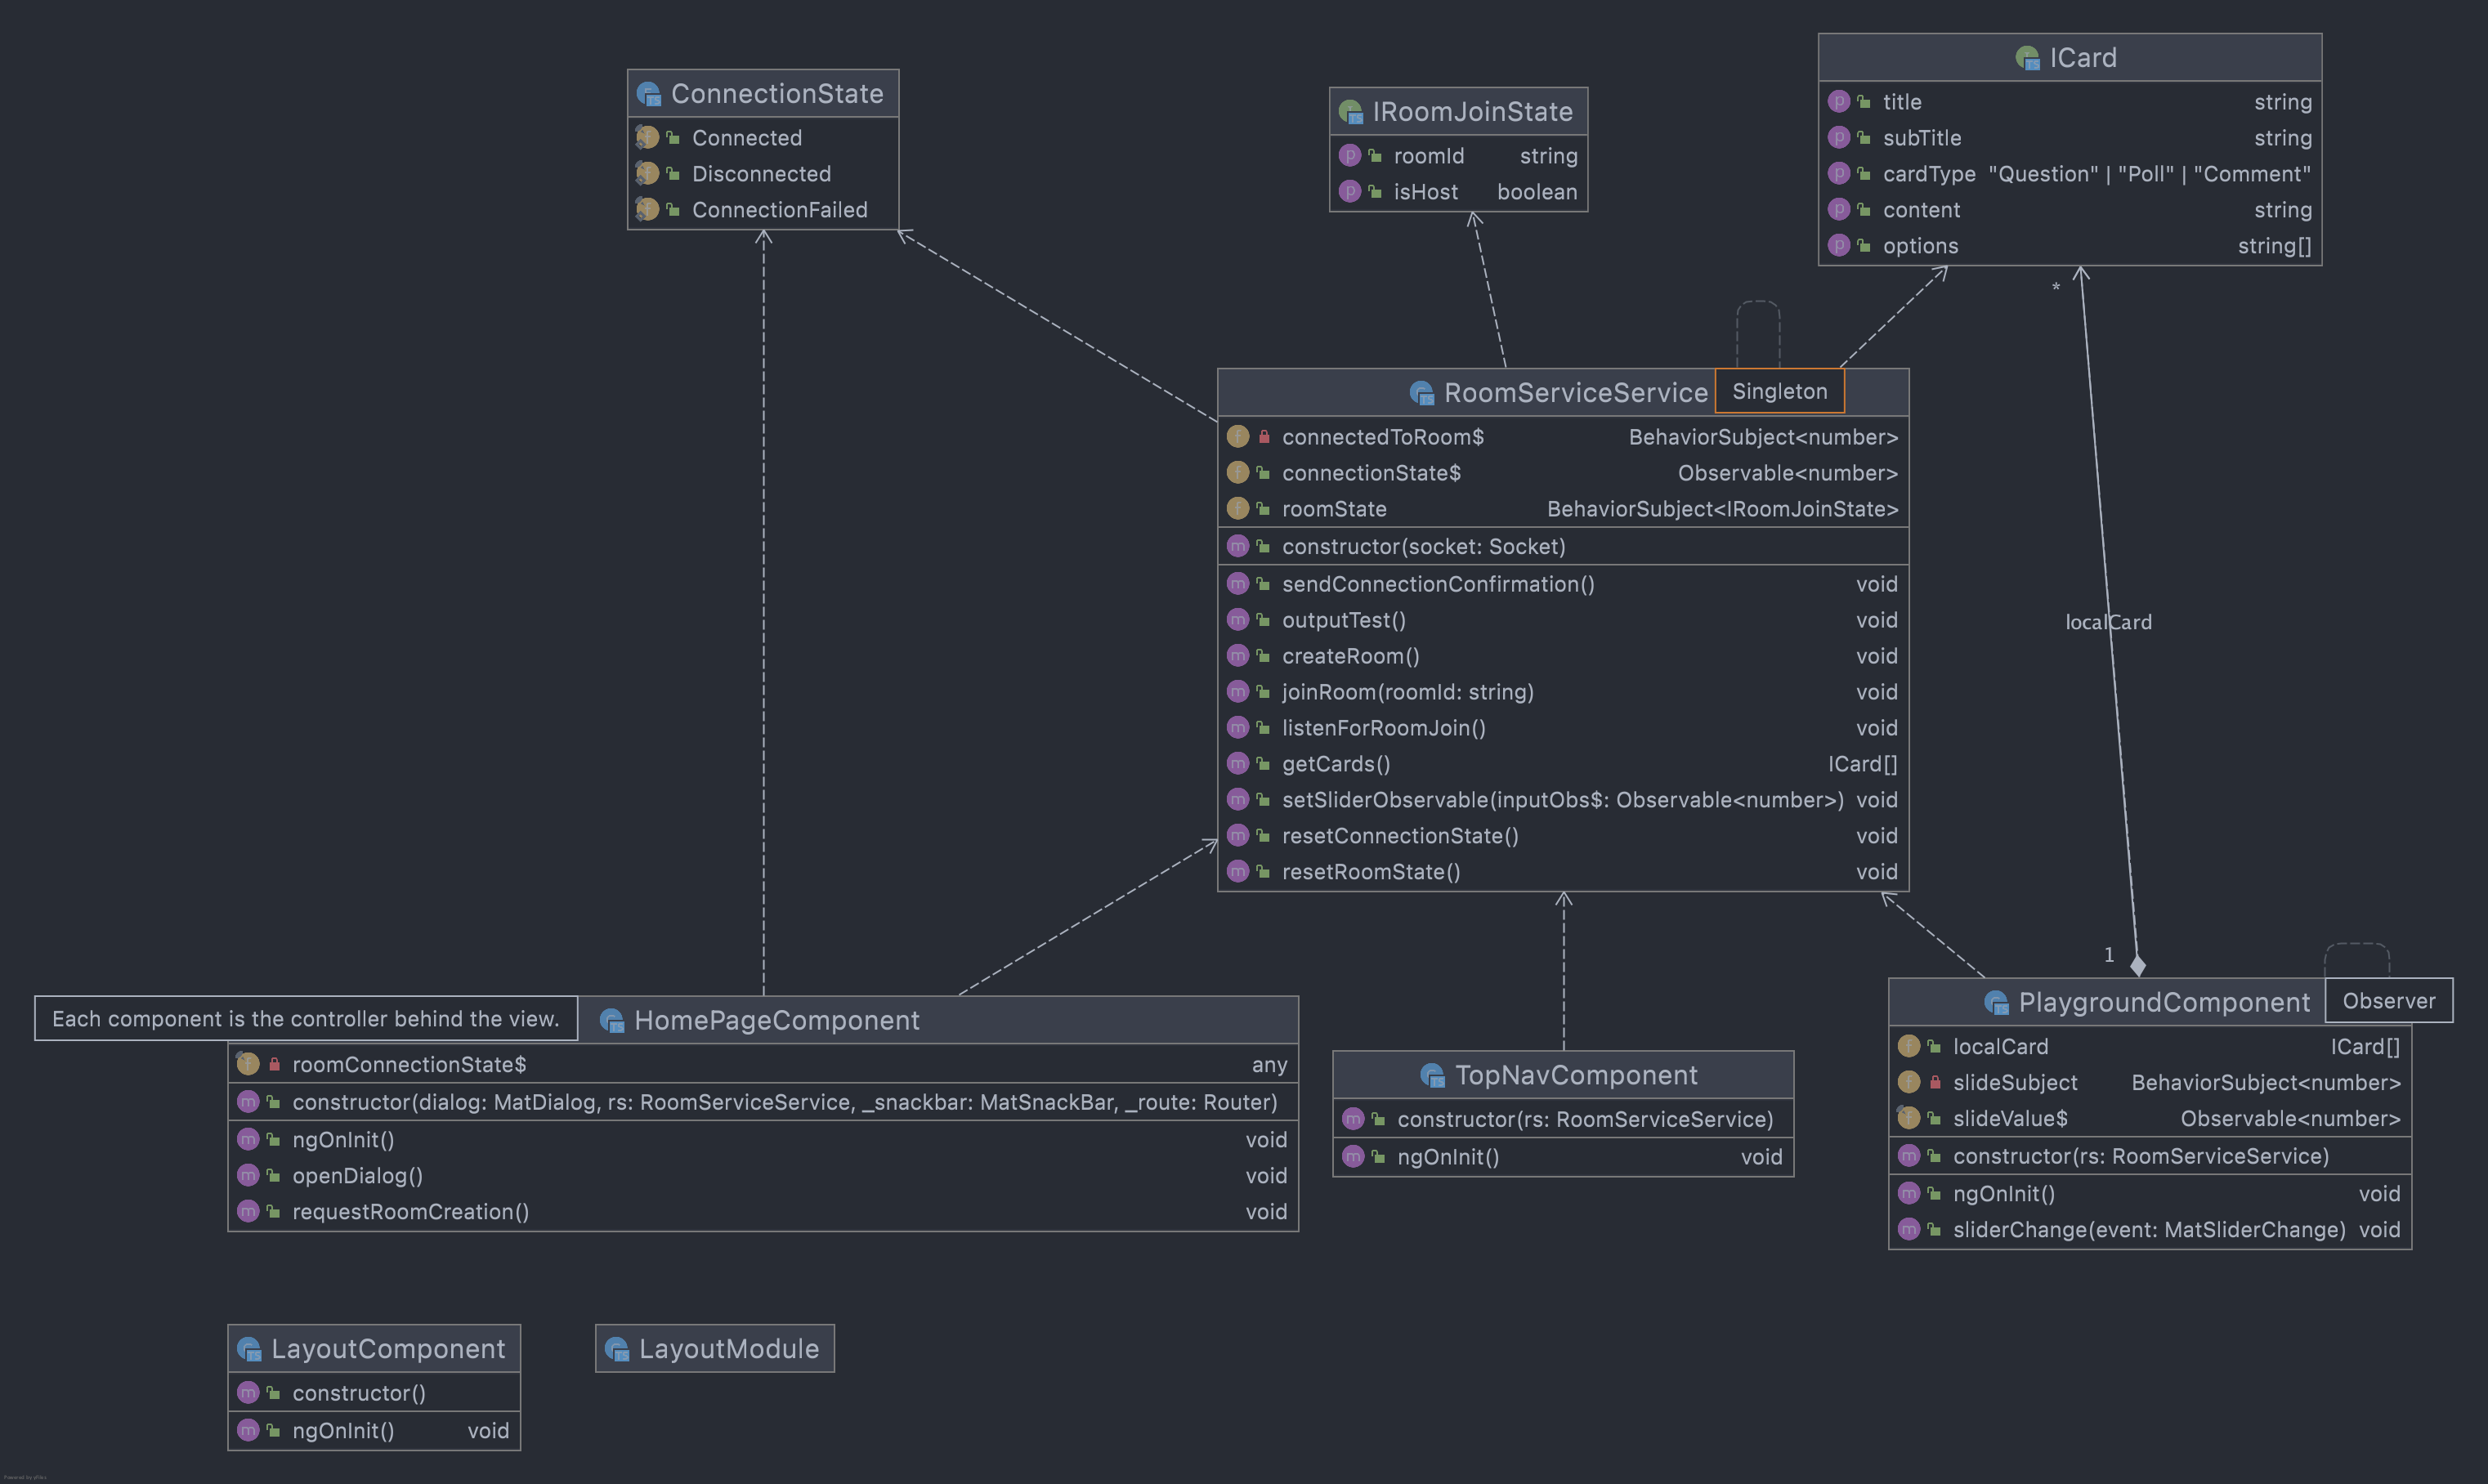 ConnectionState
Connected
Disconnected
ConnectionFailed
IRoomJoinState
roomId string
isHost boolean
ICard
title string
subTitle string
cardType "Question" | "Poll" | "Comment"
content string
options string[]
*
RoomServiceService
Singleton
connectedToRoom$ BehaviorSubject<number>
connectionState$ Observable<number>
roomState BehaviorSubject<IRoomJoinState>
constructor(socket: Socket)
sendConnectionConfirmation() void
outputTest() void
createRoom() void
joinRoom(roomId: string) void
listenForRoomJoin() void
getCards() ICard[]
setSliderObservable(inputObs$: Observable<number>) void
resetConnectionState() void
resetRoomState() void
localCard
1
Each component is the controller behind the view.
HomePageComponent
roomConnectionState$ any
constructor(dialog: MatDialog, rs: RoomServiceService, _snackbar: MatSnackBar, _route: Router)
ngOnInit() void
openDialog() void
requestRoomCreation() void
TopNavComponent
constructor(rs: RoomServiceService)
ngOnInit() void
PlaygroundComponent
Observer
localCard ICard[]
slideSubject BehaviorSubject<number>
slideValue$ Observable<number>
constructor(rs: RoomServiceService)
ngOnInit() void
sliderChange(event: MatSliderChange) void
LayoutComponent
constructor()
ngOnInit() void
LayoutModule
Powered by yFiles